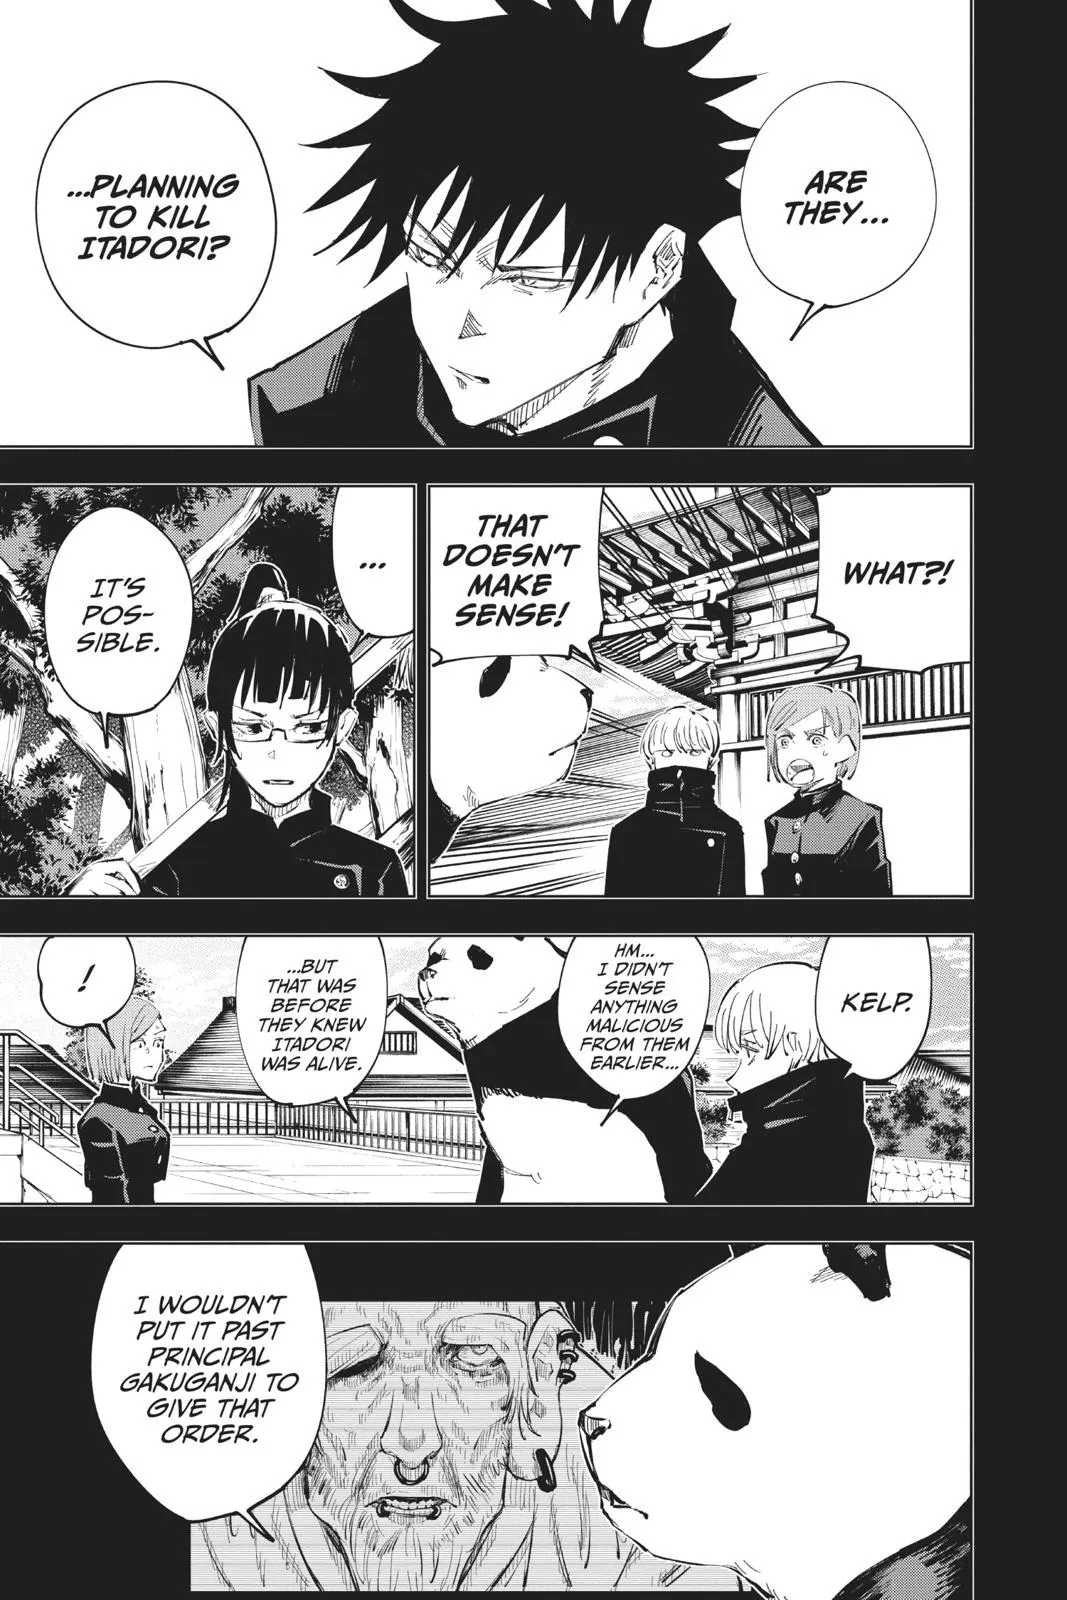 ARE
THEY...
...PLANNING
TO KILL
ITADORI?
WHAT?!
THAT
DOESN'T
MAKE
SENSE!
...
IT'S
POS-
SIBLE.
KELP.
HM...
I DIDN'T
SENSE
ANYTHING
MALICIOUS
FROM THEM
EARLIER...
...BUT
THAT WAS
BEFORE
THEY KNEW
ITADORI
WAS ALIVE.
!
I WOULDN'T
PUT IT PAST
PRINCIPAL
GAKUGANJI TO
GIVE THAT
ORDER.